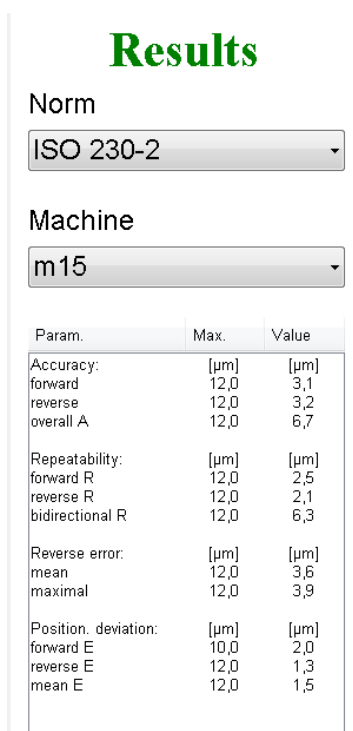 Results
Norm
ISO 230-2
Machine
m15
Param. Max. Value
Accuracy: [µm] [µm]
forward 12,0 3,1
reverse 12,0 3,2
overall A 12,0 6,7
Repeatability: [µm] [µm]
forward R 12,0 2,5
reverse R 12,0 2,1
bidirectional R 12,0 6,3
Reverse error: [µm] [µm]
mean 12,0 3,6
maximal 12,0 3,9
Position. deviation: [µm] [µm]
forward E 10,0 2,0
reverse E 12,0 1,3
mean E 12,0 1,5